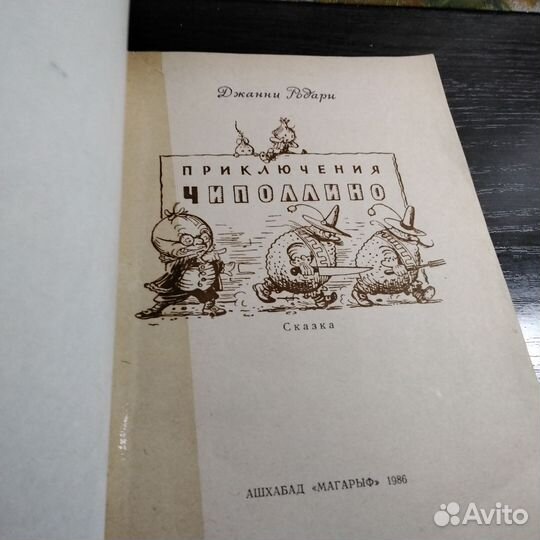 Джанни Родари
ПРИКЛЮЧЕНИЯ
ЧИПОЛЛИНО
Сказка
АШХАБАД «МАГАРЫФ» 1986
Avito